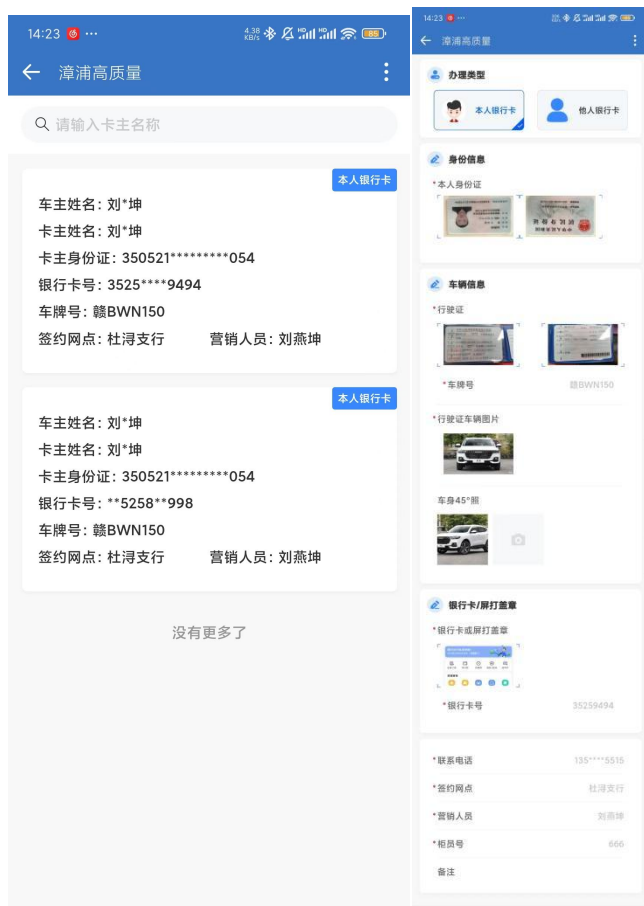 14:23 ···
4.38 KB/s
85
漳浦高质量
请输入卡主名称
本人银行卡
车主姓名: 刘*坤
卡主姓名: 刘*坤
卡主身份证: 350521*********054
银行卡号: 3525****9494
车牌号: 赣BWN150
签约网点: 杜浔支行 营销人员: 刘燕坤
本人银行卡
车主姓名: 刘*坤
卡主姓名: 刘*坤
卡主身份证: 350521*********054
银行卡号: **5258**998
车牌号: 赣BWN150
签约网点: 杜浔支行 营销人员: 刘燕坤
没有更多了
14:23 ···
漳浦高质量
办理类型
本人银行卡
他人银行卡
身份信息
*本人身份证
车辆信息
*行驶证
*车牌号 赣BWN150
*行驶证车辆图片
车身45°照
银行卡/屏打盖章
*银行卡或屏打盖章
*银行卡号 35259494
*联系电话 135****5515
*签约网点 杜浔支行
*营销人员 刘燕坤
*柜员号 666
备注